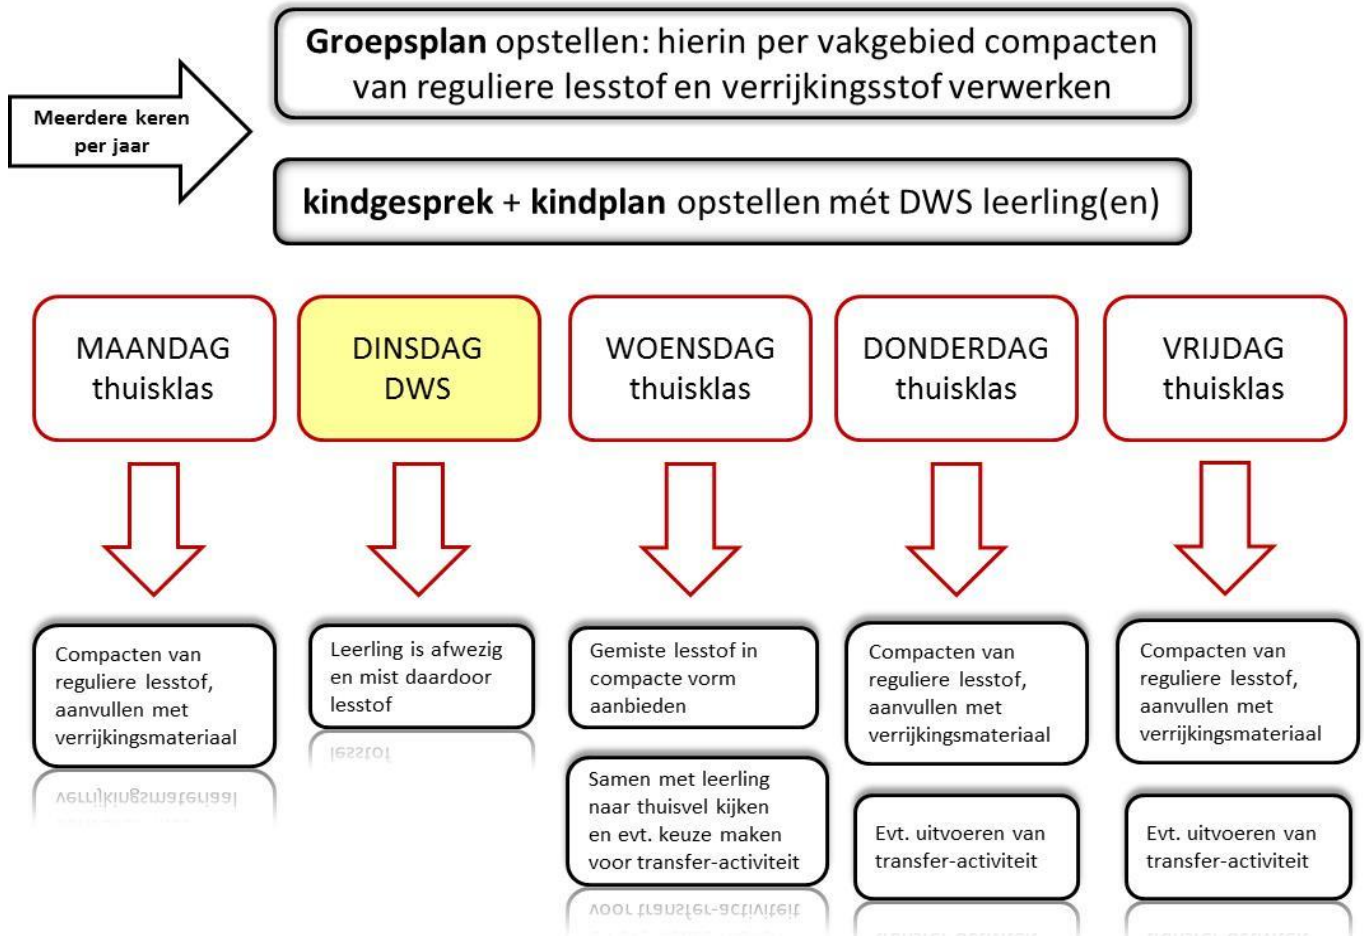 Groepsplan opstellen: hierin per vakgebied compacten
van reguliere lesstof en verrijkingsstof verwerken
Meerdere keren
per jaar
kindgesprek + kindplan opstellen mét DWS leerling(en)
MAANDAG
thuisklas
DINSDAG
DWS
WOENSDAG
thuisklas
DONDERDAG
thuisklas
VRIJDAG
thuisklas
Compacten van
reguliere lesstof,
aanvullen met
verrijkingsmateriaal
Leerling is afwezig
en mist daardoor
lesstof
Gemiste lesstof in
compacte vorm
aanbieden
Samen met leerling
naar thuisvel kijken
en evt. keuze maken
voor transfer-activiteit
Compacten van
reguliere lesstof,
aanvullen met
verrijkingsmateriaal
Evt. uitvoeren van
transfer-activiteit
Compacten van
reguliere lesstof,
aanvullen met
verrijkingsmateriaal
Evt. uitvoeren van
transfer-activiteit